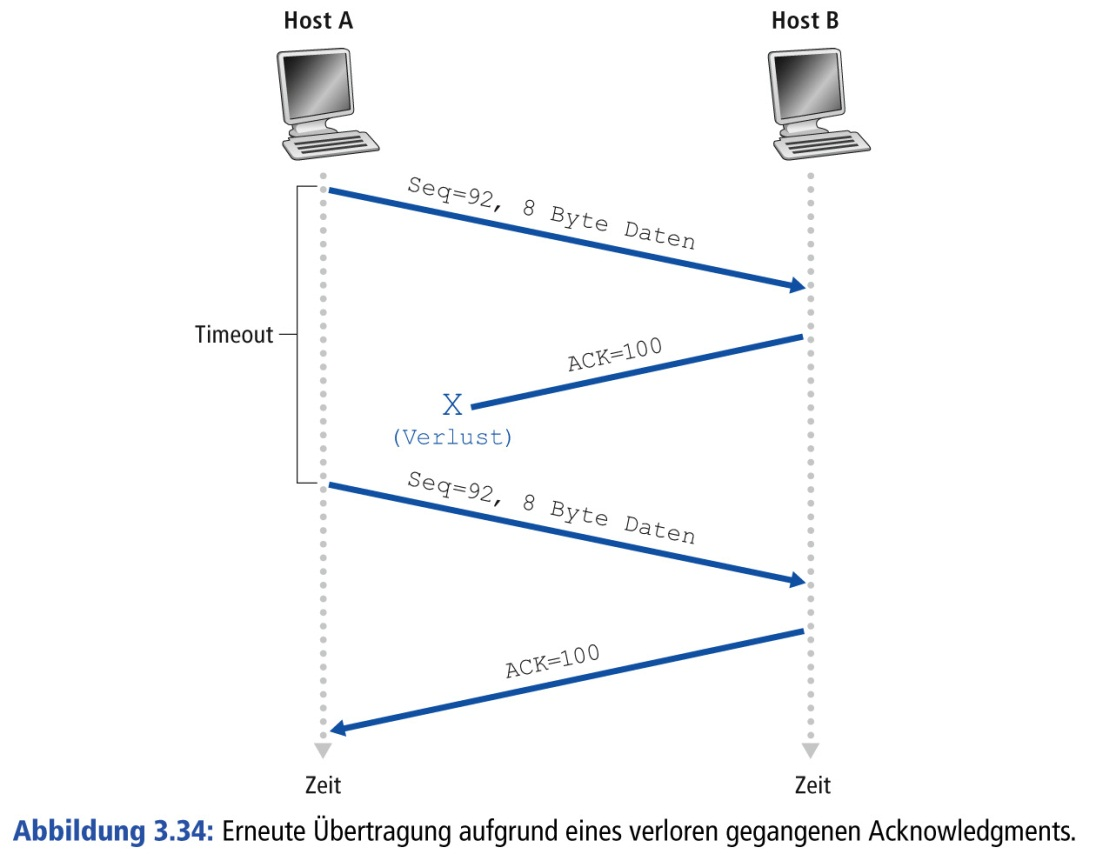 Host A
Host B
Seq=92, 8 Byte Daten
Timeout
ACK=100
X
(Verlust)
Seq=92, 8 Byte Daten
ACK=100
Zeit
Zeit
Abbildung 3.34: Erneute Übertragung aufgrund eines verloren gegangenen Acknowledgments.